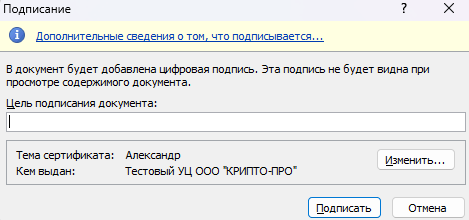 Подписание
?
Дополнительные сведения о том, что подписывается...
В документ будет добавлена цифровая подпись. Эта подпись не будет видна при
просмотре содержимого документа.
Цель подписания документа:
Тема сертификата: Александр
Кем выдан: Тестовый УЦ ООО "КРИПТО-ПРО"
Изменить...
Подписать
Отмена